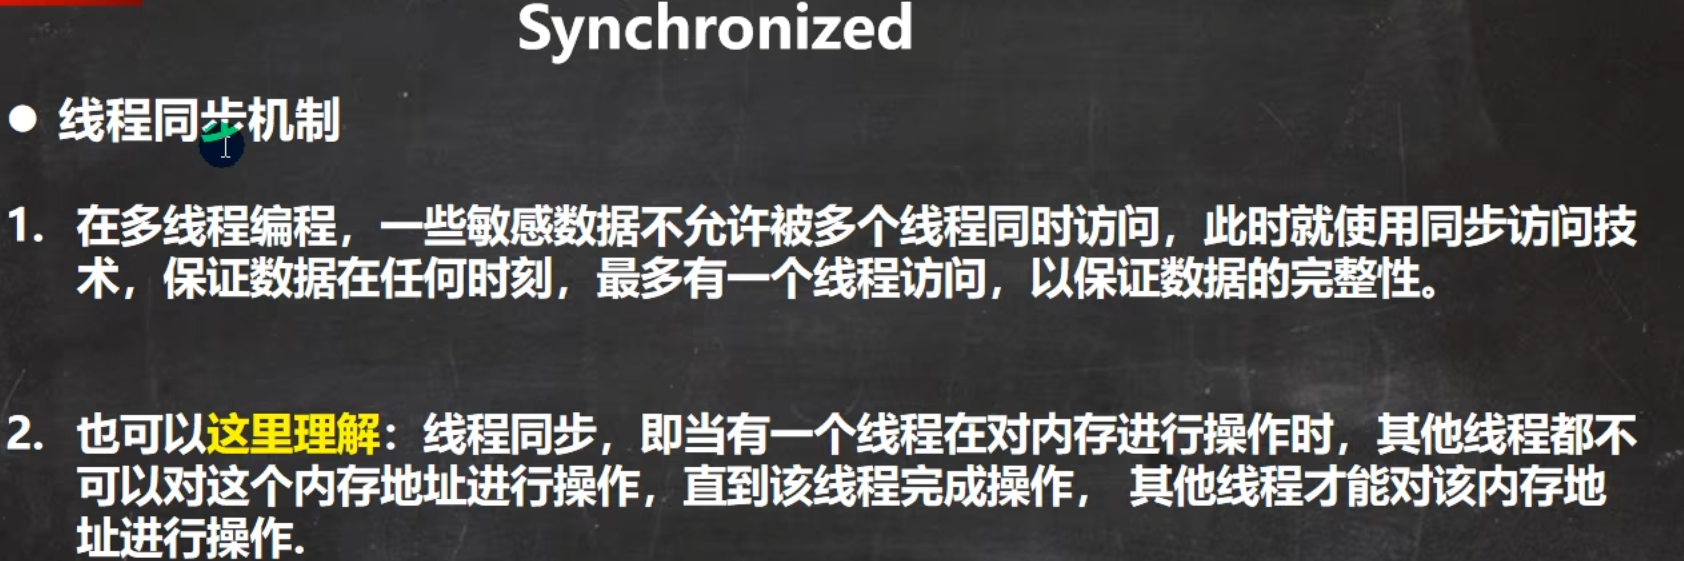 Synchronized
● 线程同步机制
1. 在多线程编程，一些敏感数据不允许被多个线程同时访问，此时就使用同步访问技
术，保证数据在任何时刻，最多有一个线程访问，以保证数据的完整性。
2. 也可以这里理解：线程同步，即当有一个线程在对内存进行操作时，其他线程都不
可以对这个内存地址进行操作，直到该线程完成操作， 其他线程才能对该内存地
址进行操作.